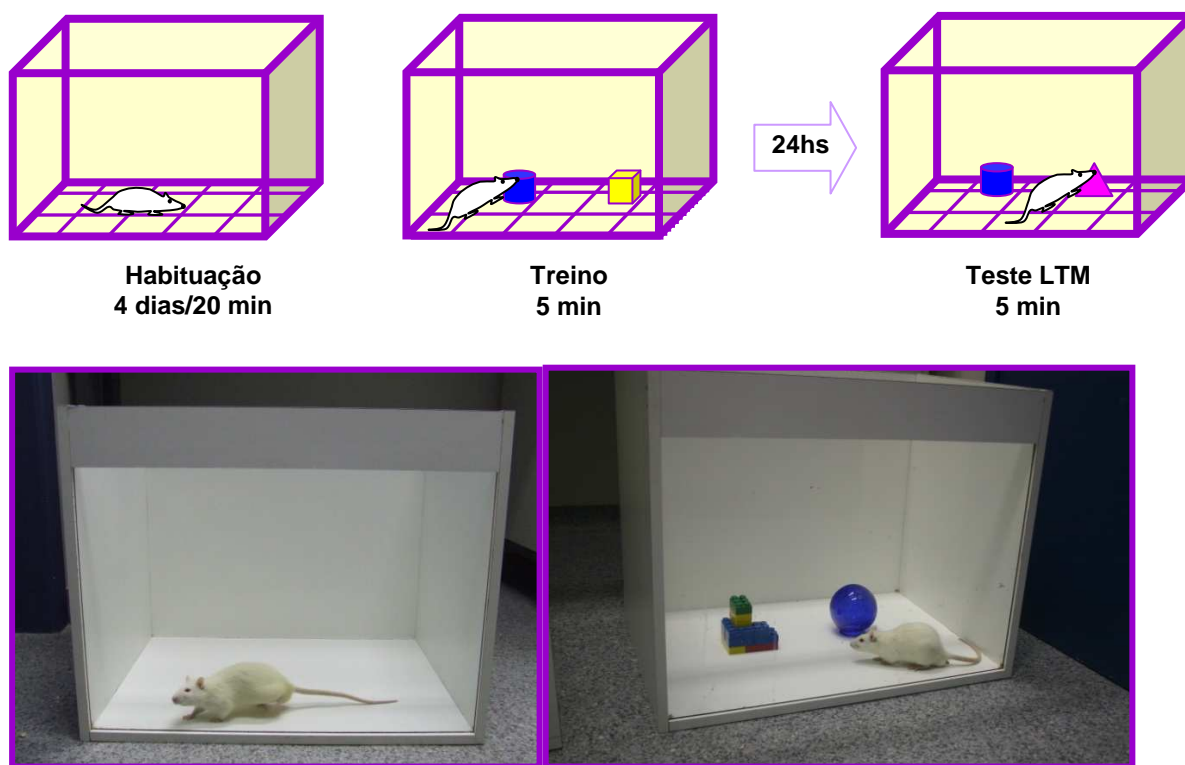 24hs
Habituação
4 dias/20 min
Treino
5 min
Teste LTM
5 min